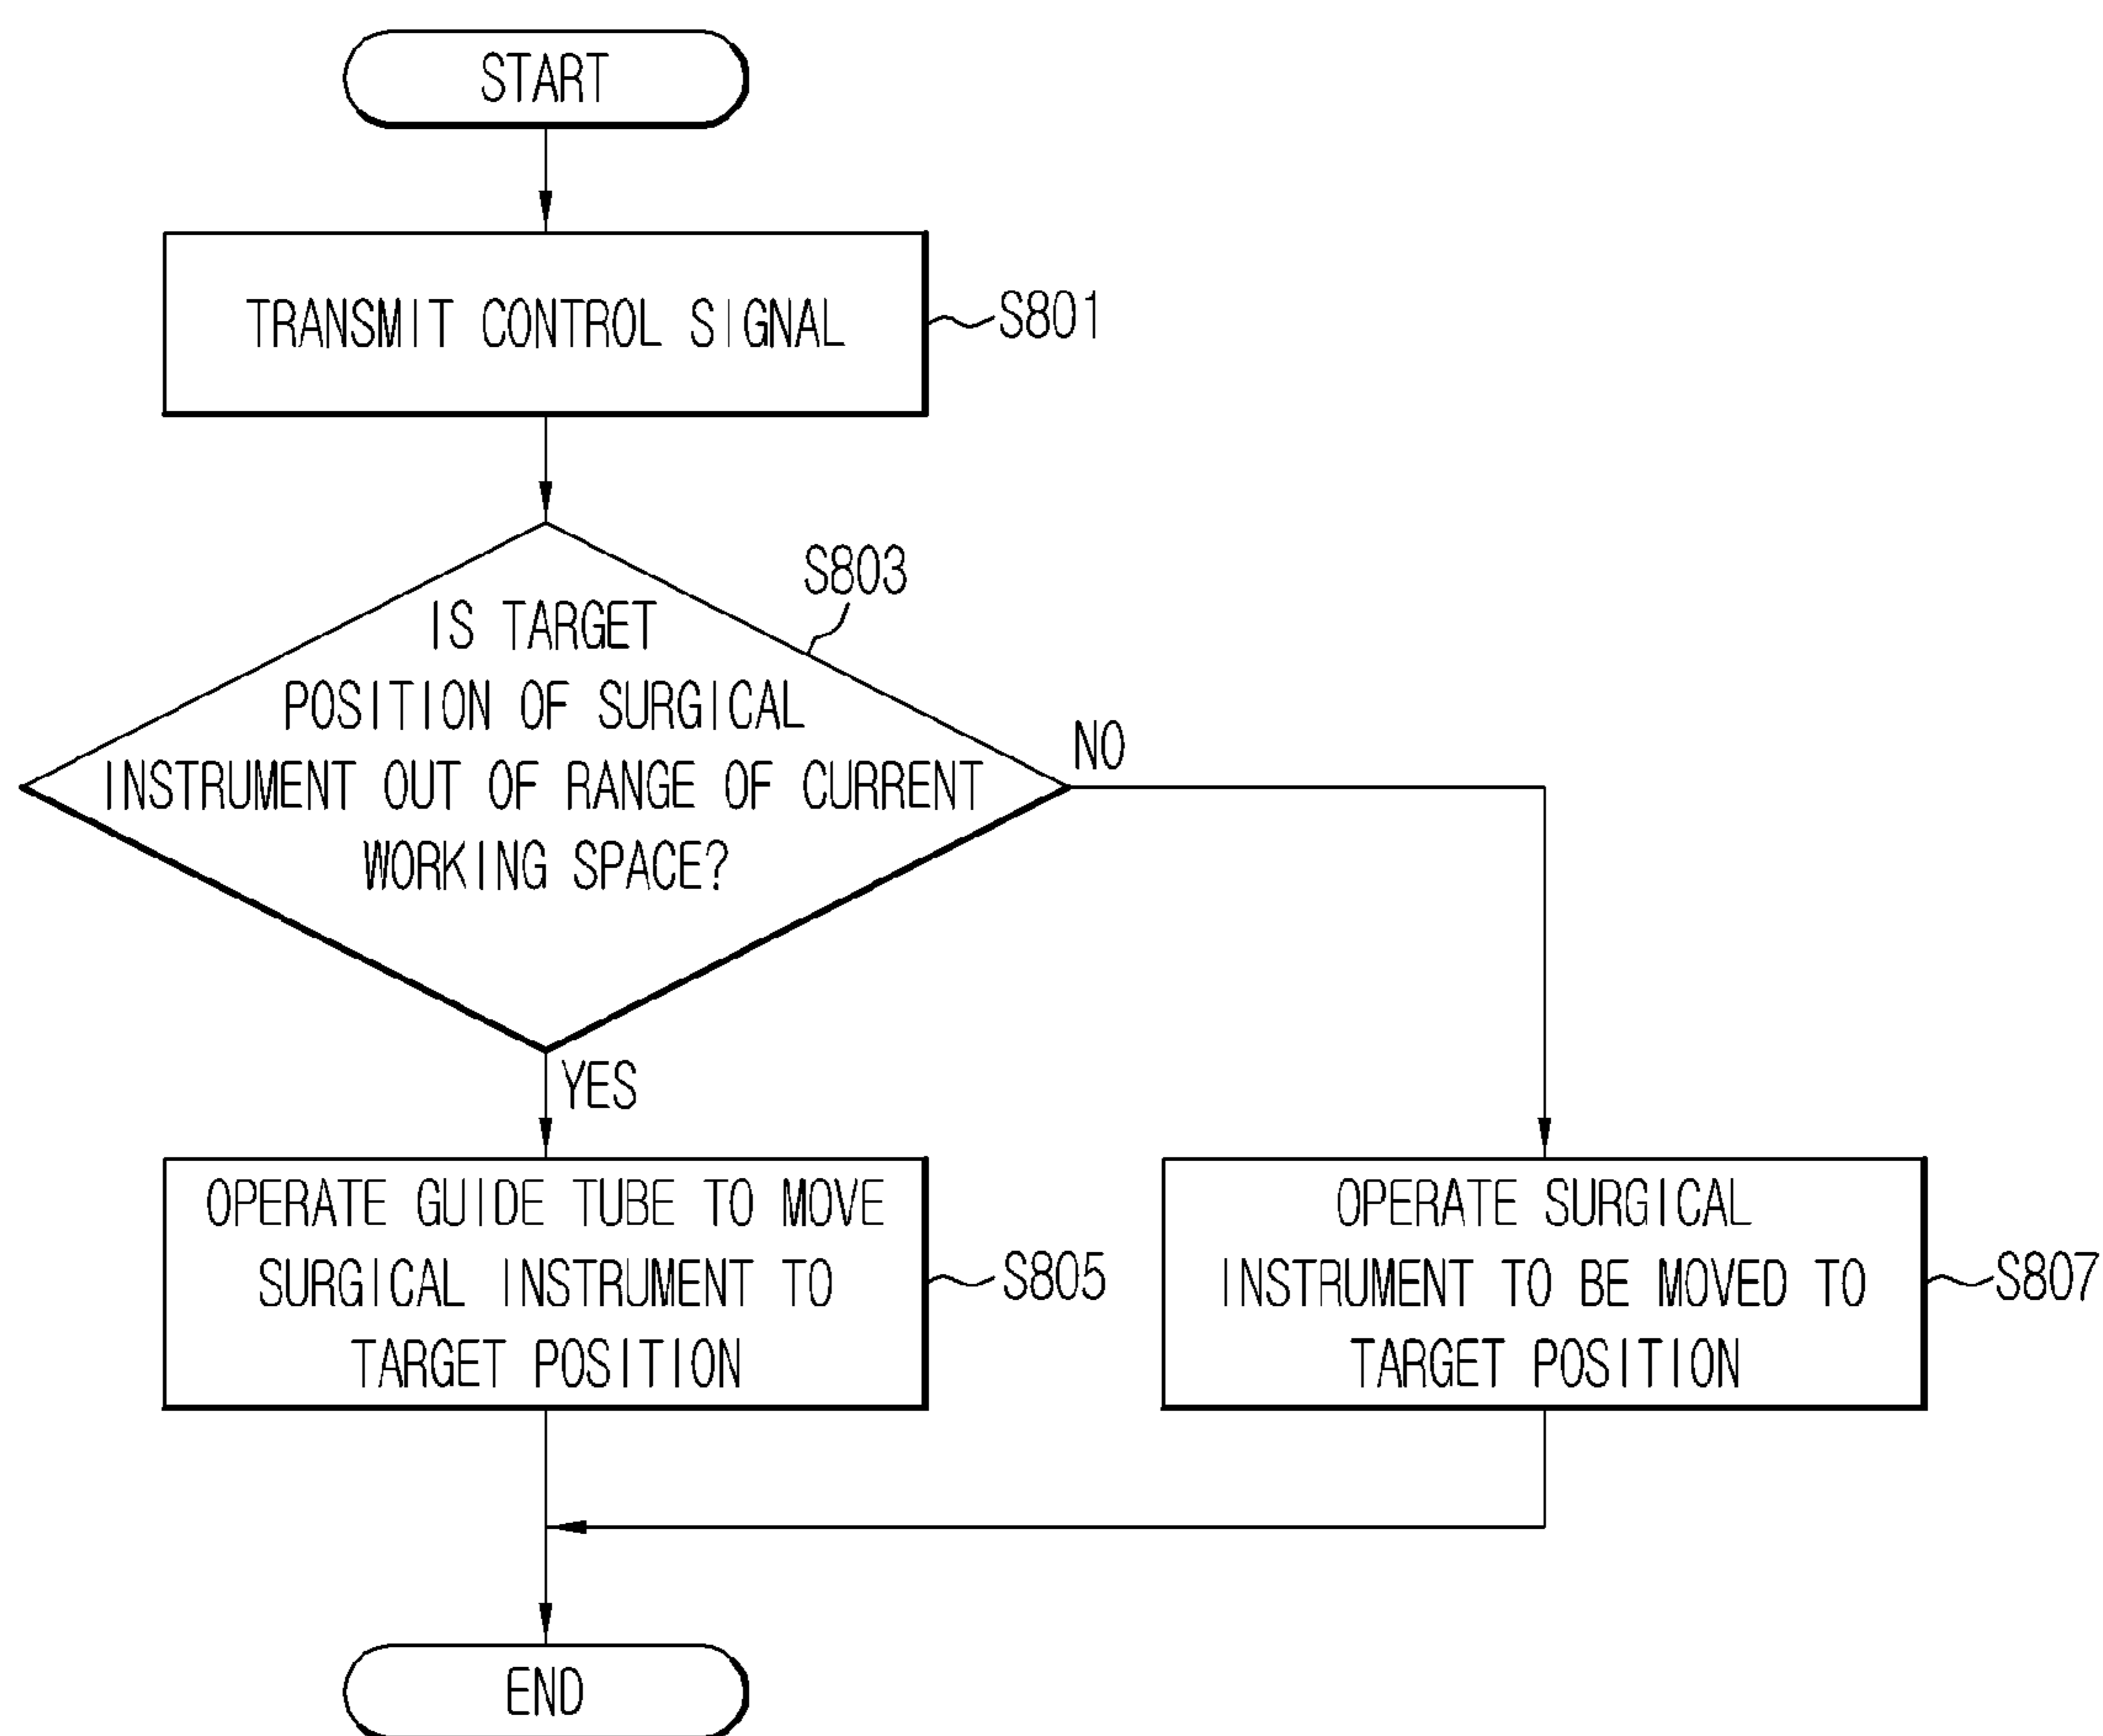 START
TRANSMIT CONTROL SIGNAL
S801
S803
IS TARGET
POSITION OF SURGICAL
INSTRUMENT OUT OF RANGE OF CURRENT
WORKING SPACE?
NO
YES
OPERATE GUIDE TUBE TO MOVE
SURGICAL INSTRUMENT TO
TARGET POSITION
S805
OPERATE SURGICAL
INSTRUMENT TO BE MOVED TO
TARGET POSITION
S807
END